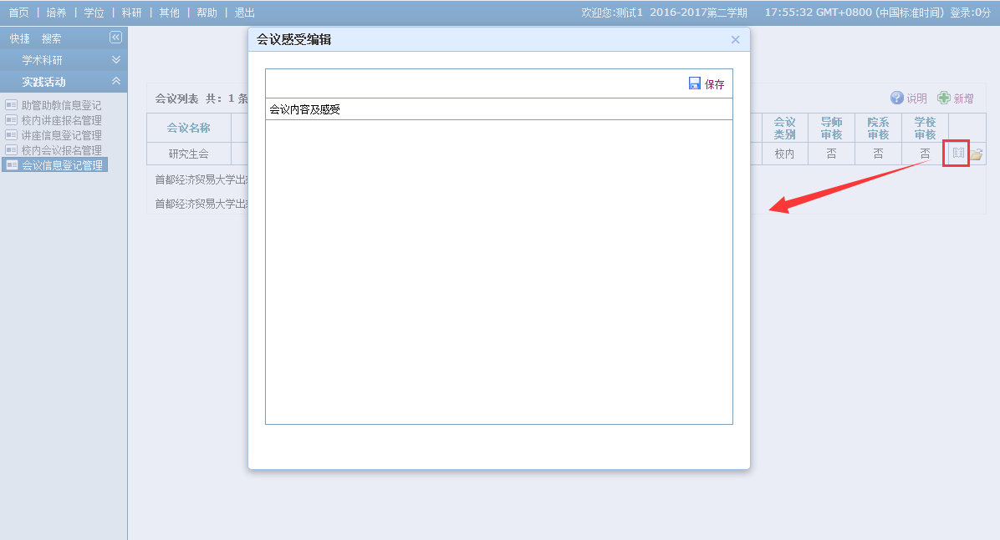 首页 | 培养 | 学位 | 科研 | 其他 | 帮助 | 退出
欢迎您:测试1 2016-2017第二学期 17:55:32 GMT+0800 (中国标准时间) 登录:0分
快捷 搜索
学术科研
实践活动
助管助教信息登记
校内讲座报名管理
讲座信息登记管理
校内会议报名管理
会议信息登记管理
会议感受编辑
保存
会议内容及感受
会议列表 共: 1 条
说明 新增
会议名称 会议类别 导师审核 院系审核 学校审核
研究生会 校内 否 否 否
首都经济贸易大学出
首都经济贸易大学出